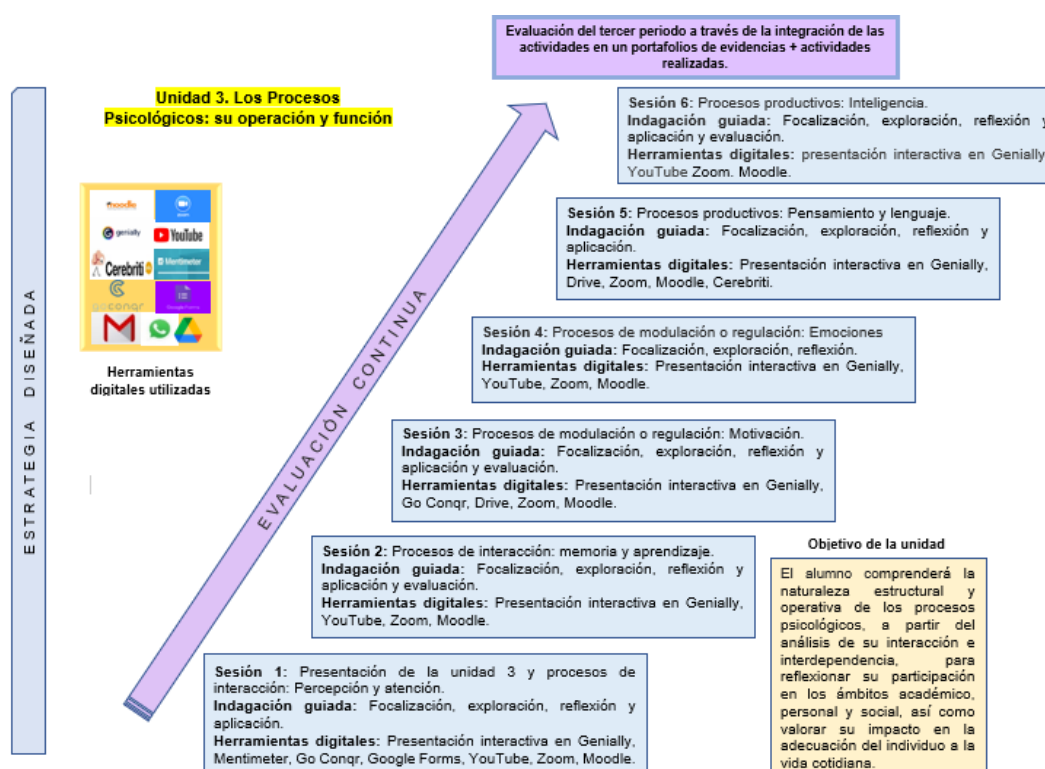 Evaluación del tercer periodo a través de la integración de las
actividades en un portafolios de evidencias + actividades
realizadas.
Unidad 3. Los Procesos
Psicológicos: su operación y función
ESTRATEGIA DISEÑADA
moodle
zoom
genially
YouTube
Cerebriti
Mentimeter
goconqr
Google Forms
Herramientas
digitales utilizadas
EVALUACIÓN CONTINUA
Sesión 6: Procesos productivos: Inteligencia.
Indagación guiada: Focalización, exploración, reflexión y
aplicación y evaluación.
Herramientas digitales: presentación interactiva en Genially,
YouTube Zoom. Moodle.
Sesión 5: Procesos productivos: Pensamiento y lenguaje.
Indagación guiada: Focalización, exploración, reflexión y
aplicación.
Herramientas digitales: Presentación interactiva en Genially,
Drive, Zoom, Moodle, Cerebriti.
Sesión 4: Procesos de modulación o regulación: Emociones
Indagación guiada: Focalización, exploración, reflexión.
Herramientas digitales: Presentación interactiva en Genially,
YouTube, Zoom, Moodle.
Sesión 3: Procesos de modulación o regulación: Motivación.
Indagación guiada: Focalización, exploración, reflexión y
aplicación y evaluación.
Herramientas digitales: Presentación interactiva en Genially,
Go Conqr, Drive, Zoom, Moodle.
Sesión 2: Procesos de interacción: memoria y aprendizaje.
Indagación guiada: Focalización, exploración, reflexión y
aplicación y evaluación.
Herramientas digitales: Presentación interactiva en Genially,
YouTube, Zoom, Moodle.
Sesión 1: Presentación de la unidad 3 y procesos de
interacción: Percepción y atención.
Indagación guiada: Focalización, exploración, reflexión y
aplicación.
Herramientas digitales: Presentación interactiva en Genially,
Mentimeter, Go Conqr, Google Forms, YouTube, Zoom, Moodle.
Objetivo de la unidad
El alumno comprenderá la
naturaleza estructural y
operativa de los procesos
psicológicos, a partir del
análisis de su interacción e
interdependencia, para
reflexionar su participación
en los ámbitos académico,
personal y social, así como
valorar su impacto en la
adecuación del individuo a la
vida cotidiana.